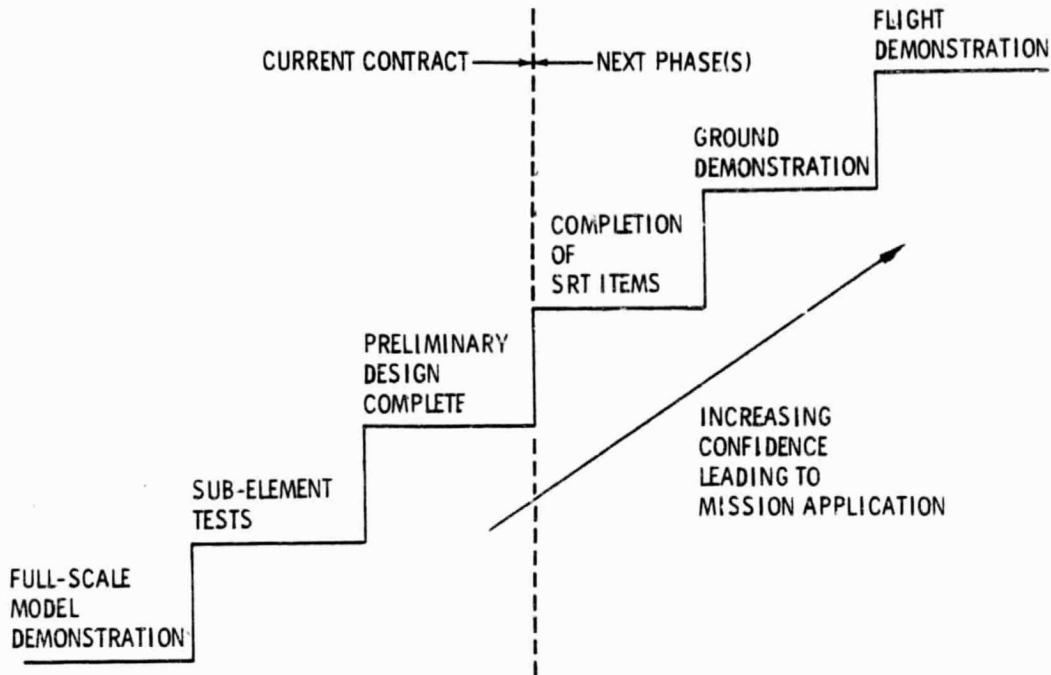 FLIGHT
DEMONSTRATION
CURRENT CONTRACT
NEXT PHASE(S)
GROUND
DEMONSTRATION
COMPLETION
OF
SRT ITEMS
PRELIMINARY
DESIGN
COMPLETE
INCREASING
CONFIDENCE
LEADING TO
MISSION APPLICATION
SUB-ELEMENT
TESTS
FULL-SCALE
MODEL
DEMONSTRATION